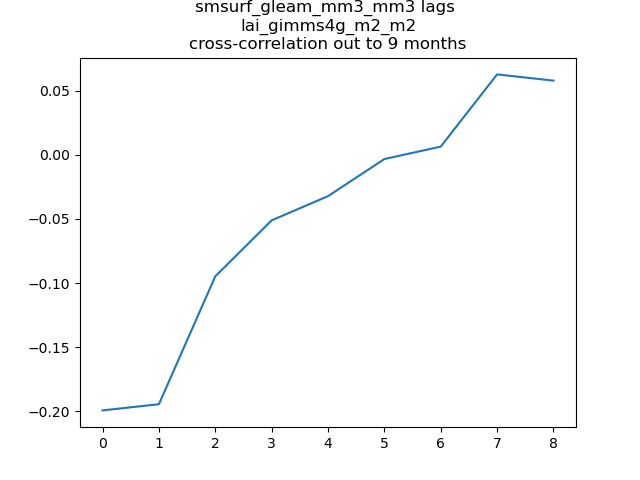 smsurf_gleam_mm3_mm3 lags
lai_gimms4g_m2_m2
cross-correlation out to 9 months
0.05
0.00
−0.05
−0.10
−0.15
−0.20
0 1 2 3 4 5 6 7 8